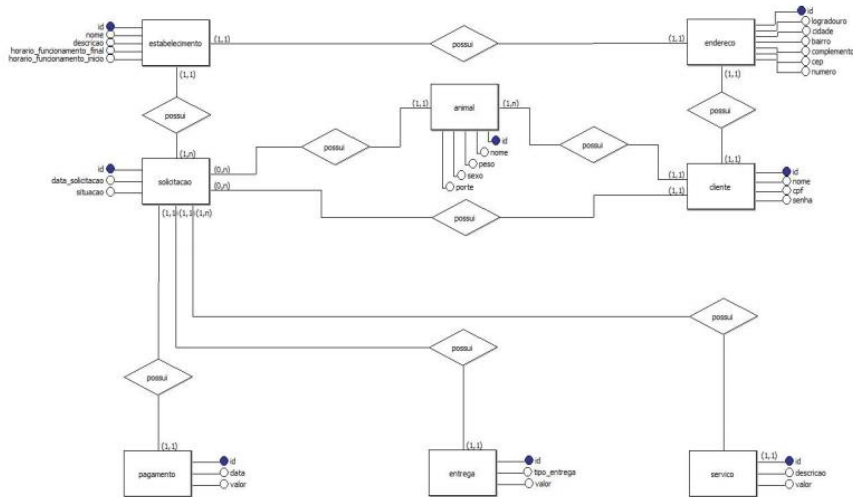 id
nome
descricao
horario_funcionamento_final
horario_funcionamento_inicio
estabelecimento
(1,1)
possui
(1,1)
endereco
id
logradouro
cidade
bairro
complemento
cep
numero
(1,1)
possui
(1,n)
(1,1)
possui
(1,1)
animal
(1,n)
id
nome
peso
sexo
porte
possui
(1,1)
possui
(1,1)
id
data_solicitacao
situacao
solicitacao
(0,n)
(0,n)
possui
(1,1)
cliente
id
nome
cpf
senha
(1,1)
(1,1)
(1,n)
possui
possui
possui
(1,1)
pagamento
id
data
valor
(1,1)
entrega
id
tipo_entrega
valor
servico
(1,1)
id
descricao
valor